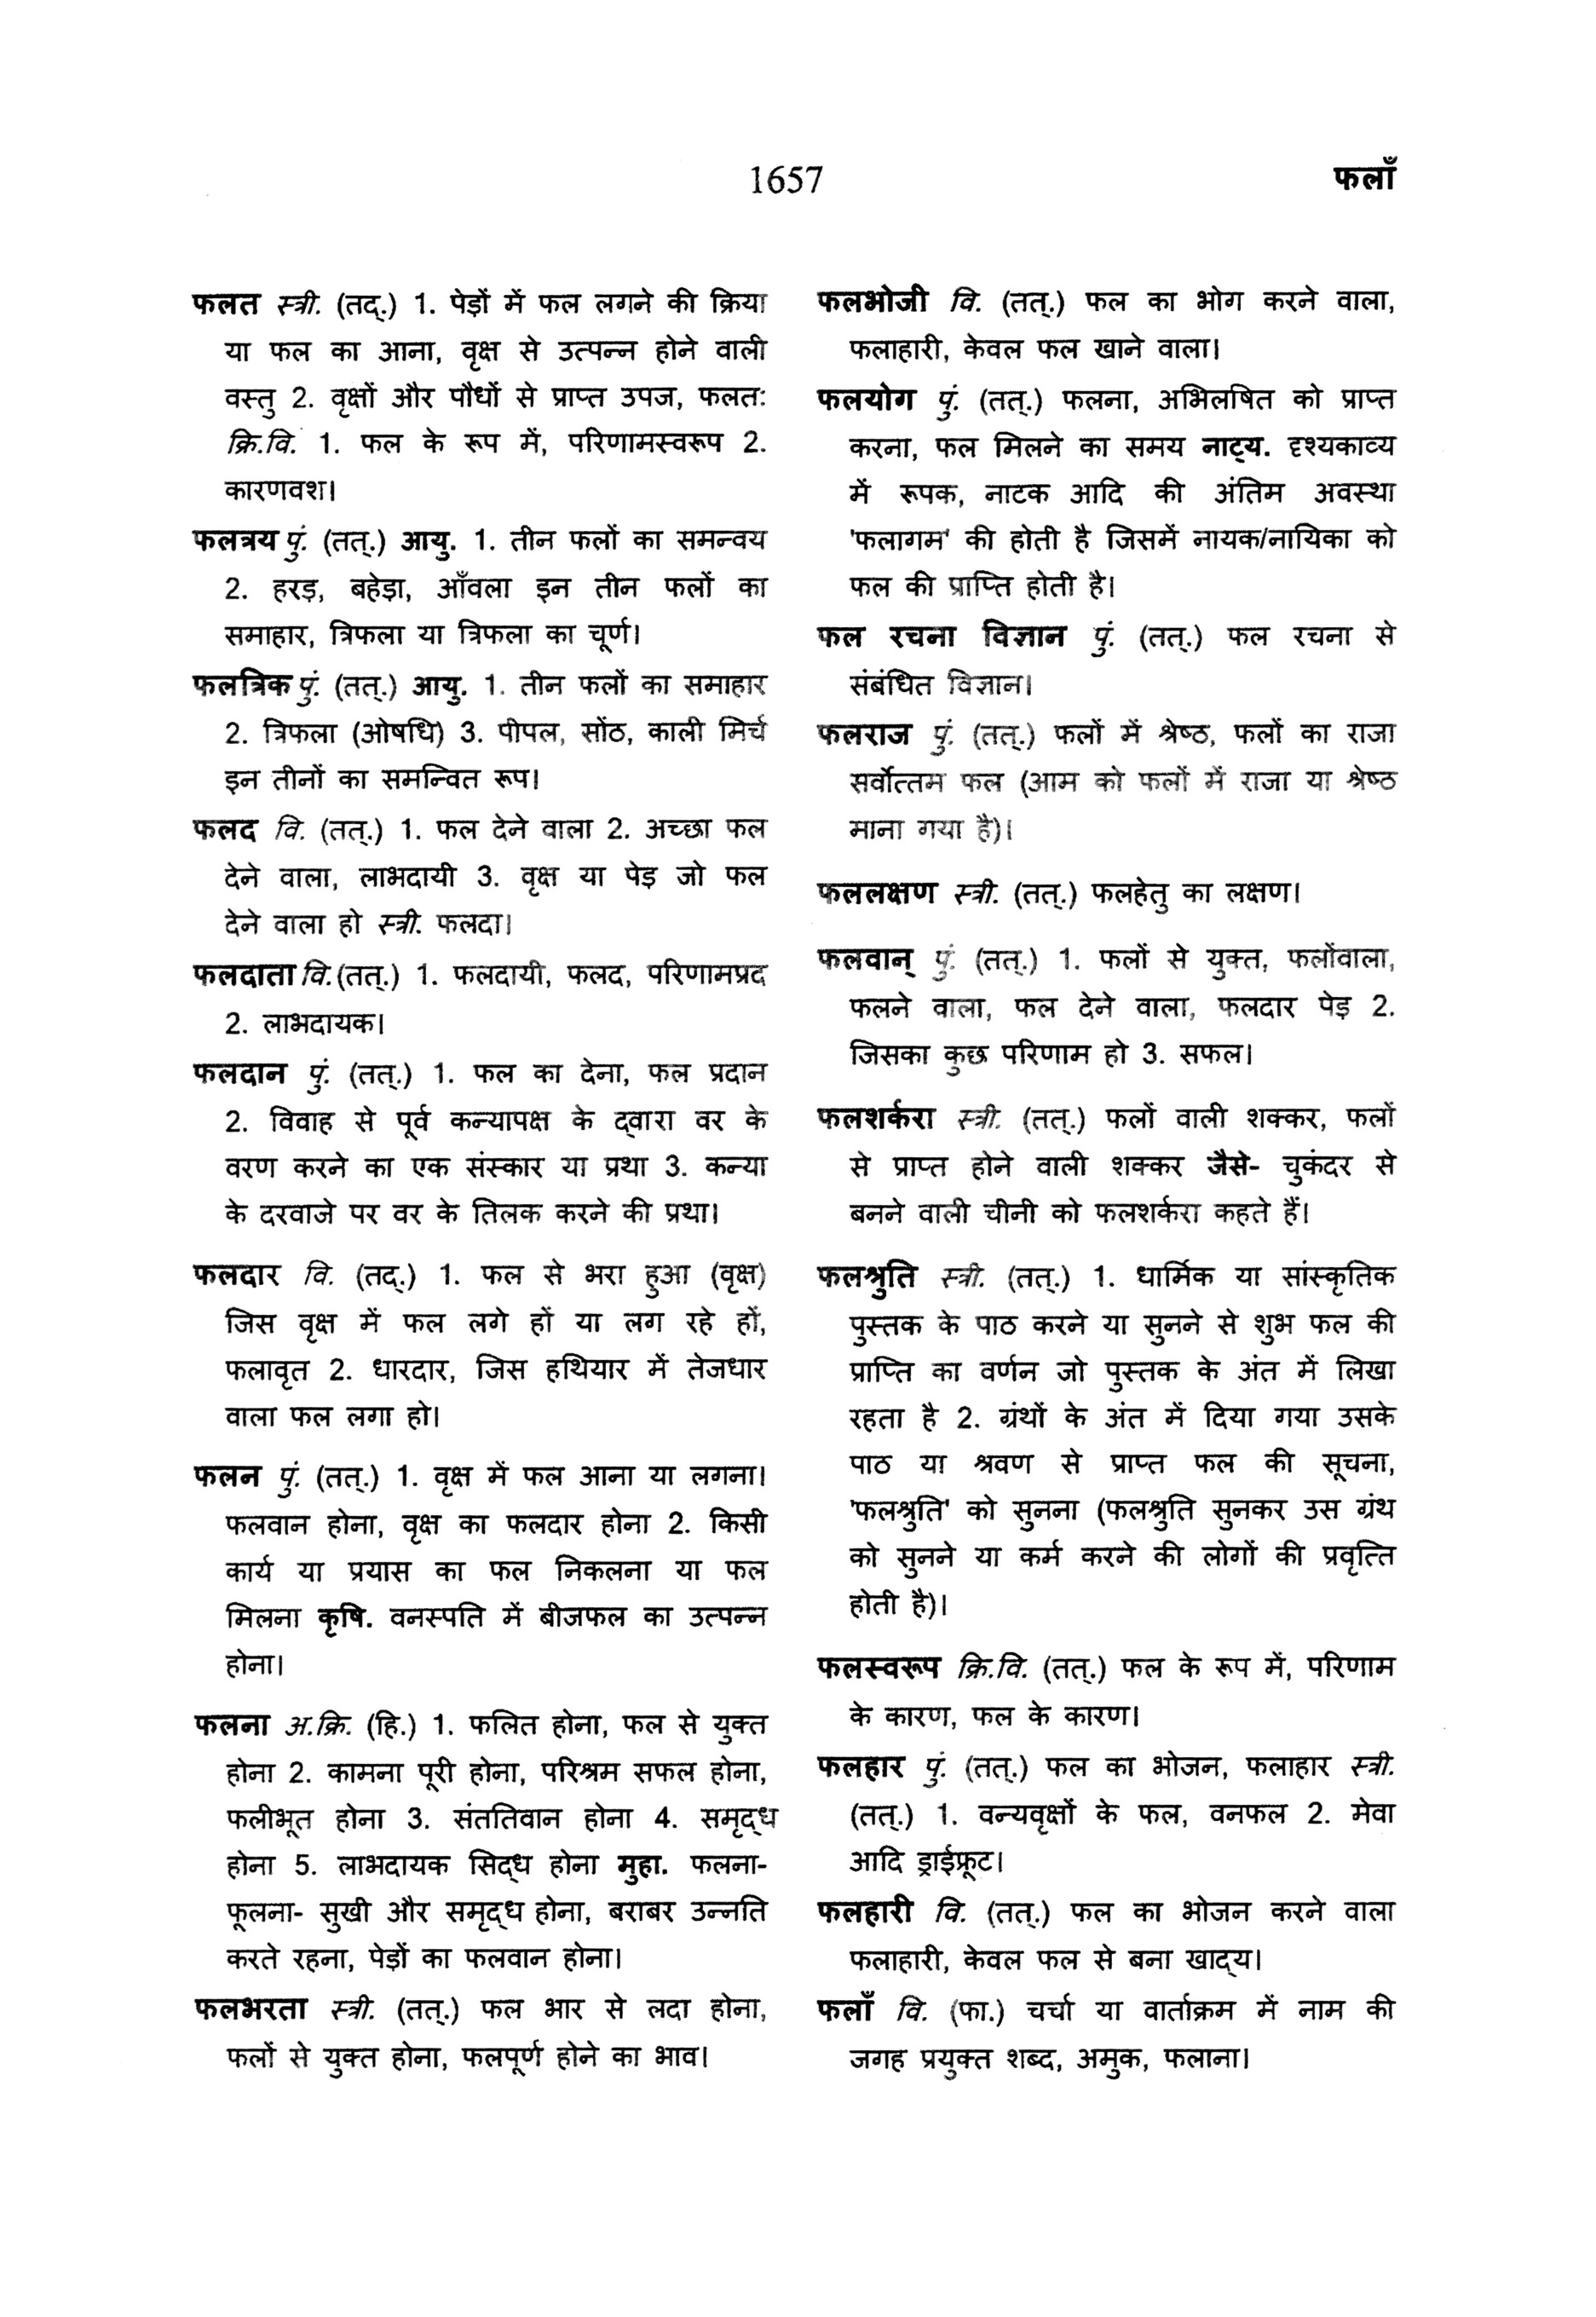 1657
फलाँ
फलत स्त्री. (तद्.) 1. पेड़ों में फल लगने की क्रिया
या फल का आना, वृक्ष से उत्पन्न होने वाली
वस्तु 2. वृक्षों और पौधों से प्राप्त उपज, फलतः
क्रि.वि. 1. फल के रूप में, परिणामस्वरूप 2.
कारणवश।
फलत्रय पुं. (तत्.) आयु. 1. तीन फलों का समन्वय
2. हरड़, बहेड़ा, आँवला इन तीन फलों का
समाहार, त्रिफला या त्रिफला का चूर्ण।
फलत्रिक पुं. (तत्.) आयु. 1. तीन फलों का समाहार
2. त्रिफला (ओषधि) 3. पीपल, सोंठ, काली मिर्च
इन तीनों का समन्वित रूप।
फलद वि. (तत्.) 1. फल देने वाला 2. अच्छा फल
देने वाला, लाभदायी 3. वृक्ष या पेड़ जो फल
देने वाला हो स्त्री. फलदा।
फलदाता वि.(तत्.) 1. फलदायी, फलद, परिणामप्रद
2. लाभदायक।
फलदान पुं. (तत्.) 1. फल का देना, फल प्रदान
2. विवाह से पूर्व कन्यापक्ष के द्वारा वर के
वरण करने का एक संस्कार या प्रथा 3. कन्या
के दरवाजे पर वर के तिलक करने की प्रथा।
फलदार वि. (तद्.) 1. फल से भरा हुआ (वृक्ष)
जिस वृक्ष में फल लगे हों या लग रहे हों,
फलावृत 2. धारदार, जिस हथियार में तेजधार
वाला फल लगा हो।
फलन पुं. (तत्.) 1. वृक्ष में फल आना या लगना।
फलवान होना, वृक्ष का फलदार होना 2. किसी
कार्य या प्रयास का फल निकलना या फल
मिलना कृषि. वनस्पति में बीजफल का उत्पन्न
होना।
फलना अ.क्रि. (हि.) 1. फलित होना, फल से युक्त
होना 2. कामना पूरी होना, परिश्रम सफल होना,
फलीभूत होना 3. संततिवान होना 4. समृद्ध
होना 5. लाभदायक सिद्ध होना मुहा. फलना-
फूलना- सुखी और समृद्ध होना, बराबर उन्नति
करते रहना, पेड़ों का फलवान होना।
फलभरता स्त्री. (तत्.) फल भार से लदा होना,
फलों से युक्त होना, फलपूर्ण होने का भाव।
फलभोजी वि. (तत्.) फल का भोग करने वाला,
फलाहारी, केवल फल खाने वाला।
फलयोग पुं. (तत्.) फलना, अभिलषित को प्राप्त
करना, फल मिलने का समय नाट्य. दृश्यकाव्य
में रूपक, नाटक आदि की अंतिम अवस्था
'फलागम' की होती है जिसमें नायक/नायिका को
फल की प्राप्ति होती है।
फल रचना विज्ञान पुं. (तत्.) फल रचना से
संबंधित विज्ञान।
फलराज पुं. (तत्.) फलों में श्रेष्ठ, फलों का राजा
सर्वोत्तम फल (आम को फलों में राजा या श्रेष्ठ
माना गया है)।
फललक्षण स्त्री. (तत्.) फलहेतु का लक्षण।
फलवान् पुं. (तत्.) 1. फलों से युक्त, फलोंवाला,
फलने वाला, फल देने वाला, फलदार पेड़ 2.
जिसका कुछ परिणाम हो 3. सफल।
फलशर्करा स्त्री. (तत्.) फलों वाली शक्कर, फलों
से प्राप्त होने वाली शक्कर जैसे- चुकंदर से
बनने वाली चीनी को फलशर्करा कहते हैं।
फलश्रुति स्त्री. (तत्.) 1. धार्मिक या सांस्कृतिक
पुस्तक के पाठ करने या सुनने से शुभ फल की
प्राप्ति का वर्णन जो पुस्तक के अंत में लिखा
रहता है 2. ग्रंथों के अंत में दिया गया उसके
पाठ या श्रवण से प्राप्त फल की सूचना,
'फलश्रुति' को सुनना (फलश्रुति सुनकर उस ग्रंथ
को सुनने या कर्म करने की लोगों की प्रवृत्ति
होती है)।
फलस्वरूप क्रि.वि. (तत्.) फल के रूप में, परिणाम
के कारण, फल के कारण।
फलहार पुं. (तत्.) फल का भोजन, फलाहार स्त्री.
(तत्.) 1. वन्यवृक्षों के फल, वनफल 2. मेवा
आदि ड्राईफ्रूट।
फलहारी वि. (तत्.) फल का भोजन करने वाला
फलाहारी, केवल फल से बना खाद्य।
फलाँ वि. (फा.) चर्चा या वार्ताक्रम में नाम की
जगह प्रयुक्त शब्द, अमुक, फलाना।